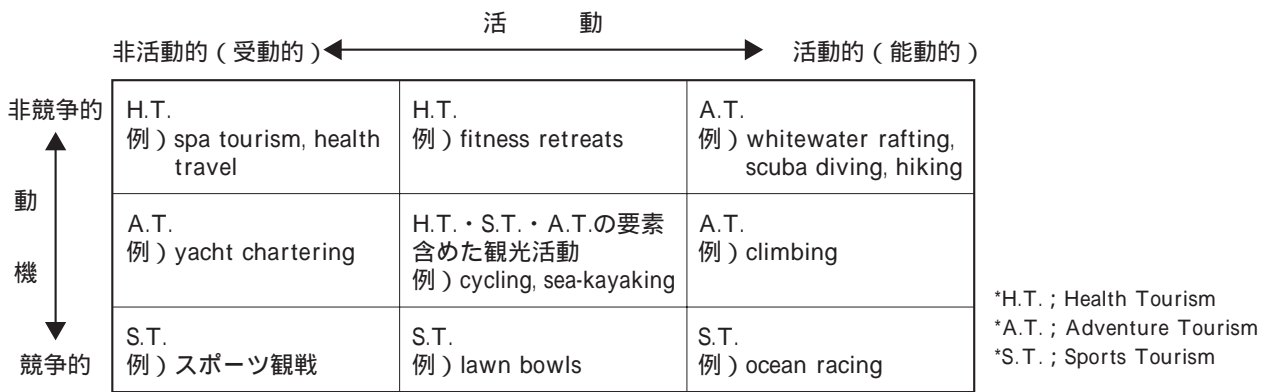 活 動
非活動的（受動的） 活動的（能動的）
非競争的
動
機
競争的
H.T.
例）spa tourism, health
travel
H.T.
例）fitness retreats
A.T.
例）whitewater rafting,
scuba diving, hiking
A.T.
例）yacht chartering
H.T.・S.T.・A.T.の要素
含めた観光活動
例）cycling, sea-kayaking
A.T.
例）climbing
S.T.
例）スポーツ観戦
S.T.
例）lawn bowls
S.T.
例）ocean racing
*H.T.；Health Tourism
*A.T.；Adventure Tourism
*S.T.；Sports Tourism